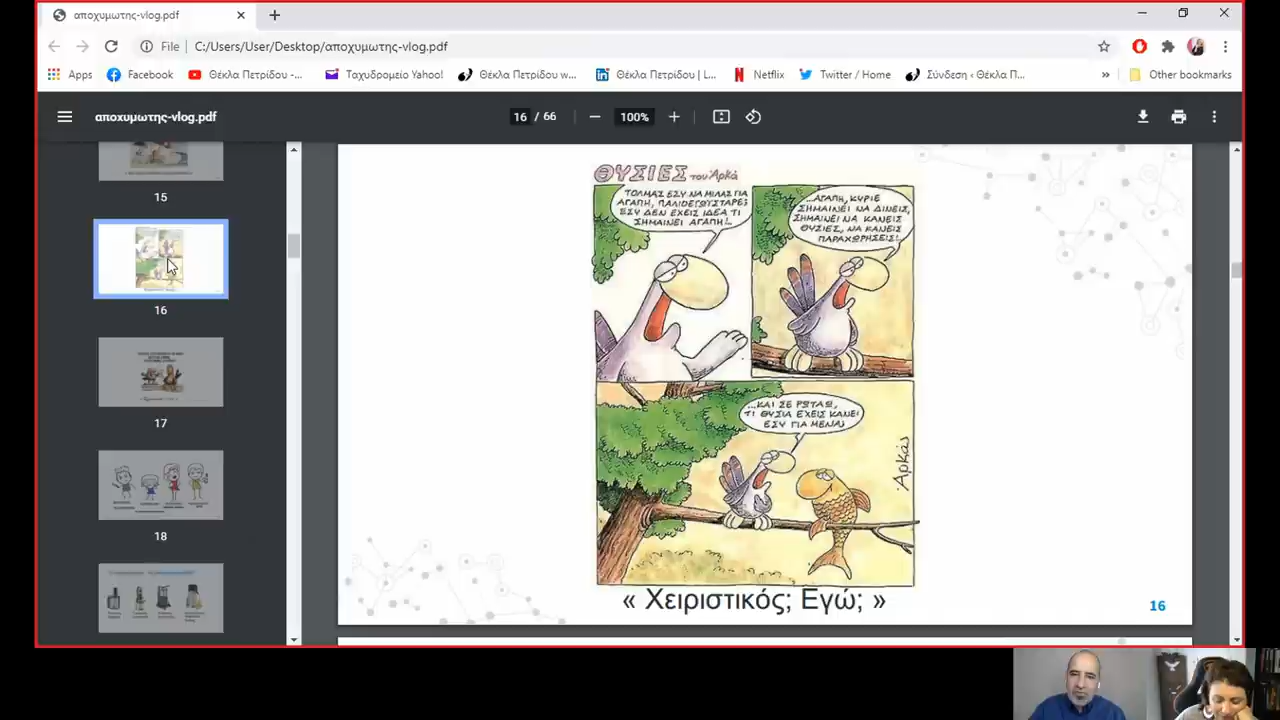 αποχυμωτης-vlog.pdf
File C:/Users/User/Desktop/αποχυμωτης-vlog.pdf
Apps Facebook Θέκλα Πετρίδου -... Ταχυδρομείο Yahoo! Θέκλα Πετρίδου w... Θέκλα Πετρίδου | L... Netflix Twitter / Home Σύνδεση ‹ Θέκλα Π... » Other bookmarks
αποχυμωτης-vlog.pdf 16 / 66 100%
15
16
17
18
ΘΥΣΙΕΣ του Αρκά
ΤΟΛΜΑΣ ΕΣΥ ΝΑ ΜΙΛΑΣ ΓΙΑ
ΑΓΑΠΗ, ΠΑΛΙΟΕΓΩΙΣΤΑΡΕ;
ΕΣΥ ΔΕΝ ΕΧΕΙΣ ΙΔΕΑ ΤΙ
ΣΗΜΑΙΝΕΙ ΑΓΑΠΗ!..
...ΑΓΑΠΗ, ΚΥΡΙΕ
ΣΗΜΑΙΝΕΙ ΝΑ ΔΙΝΕΙΣ,
ΣΗΜΑΙΝΕΙ ΝΑ ΚΑΝΕΙΣ
ΘΥΣΙΕΣ, ΝΑ ΚΑΝΕΙΣ
ΠΑΡΑΧΩΡΗΣΕΙΣ!
...ΚΑΙ ΣΕ ΡΩΤΑΩ,
ΤΙ ΘΥΣΙΑ ΕΧΕΙΣ ΚΑΝΕΙ
ΕΣΥ ΓΙΑ ΜΕΝΑ;
Αρκάς
« Χειριστικός; Εγώ; »
16